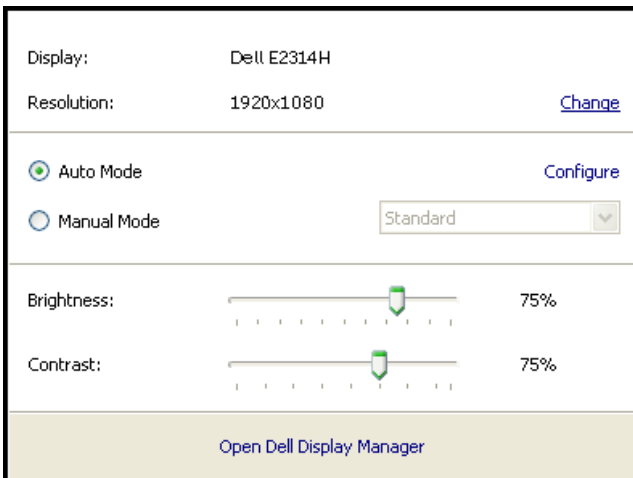 Display: Dell E2314H
Resolution: 1920x1080 Change
Auto Mode Configure
Manual Mode Standard
Brightness: 75%
Contrast: 75%
Open Dell Display Manager